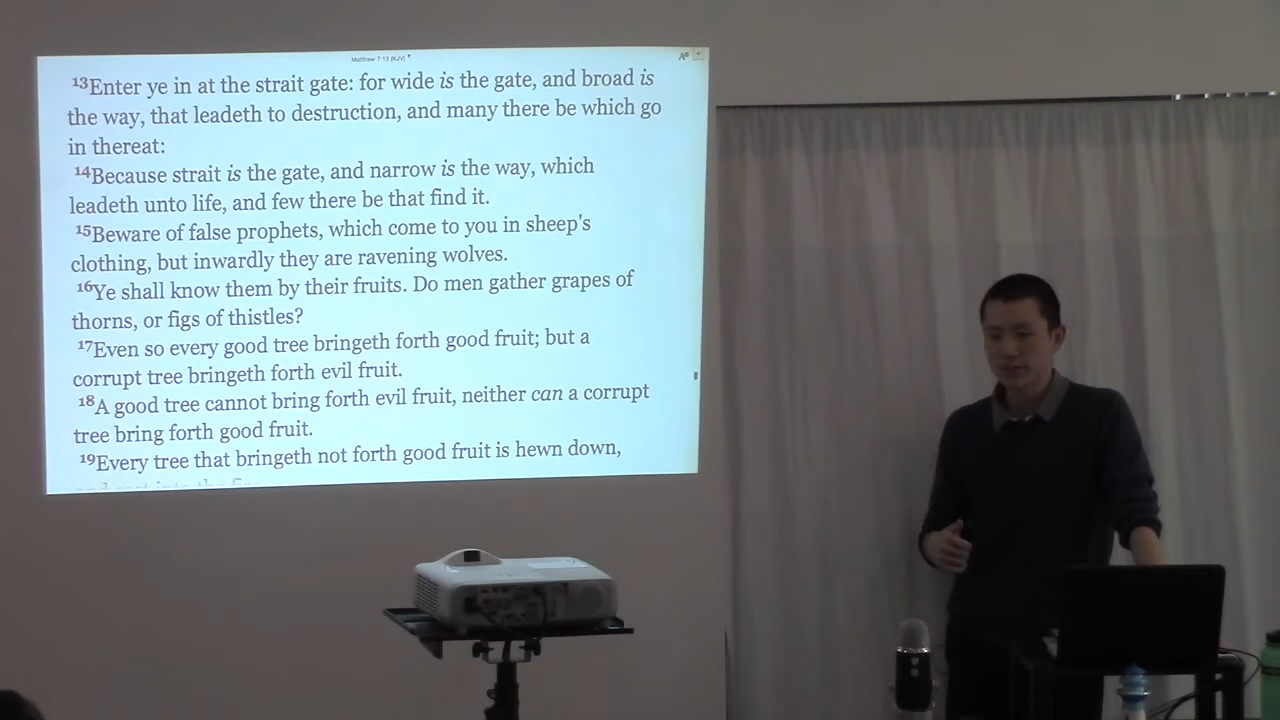 Matthew 7:13 (KJV)
13Enter ye in at the strait gate: for wide is the gate, and broad is
the way, that leadeth to destruction, and many there be which go
in thereat:
14Because strait is the gate, and narrow is the way, which
leadeth unto life, and few there be that find it.
15Beware of false prophets, which come to you in sheep's
clothing, but inwardly they are ravening wolves.
16Ye shall know them by their fruits. Do men gather grapes of
thorns, or figs of thistles?
17Even so every good tree bringeth forth good fruit; but a
corrupt tree bringeth forth evil fruit.
18A good tree cannot bring forth evil fruit, neither can a corrupt
tree bring forth good fruit.
19Every tree that bringeth not forth good fruit is hewn down,